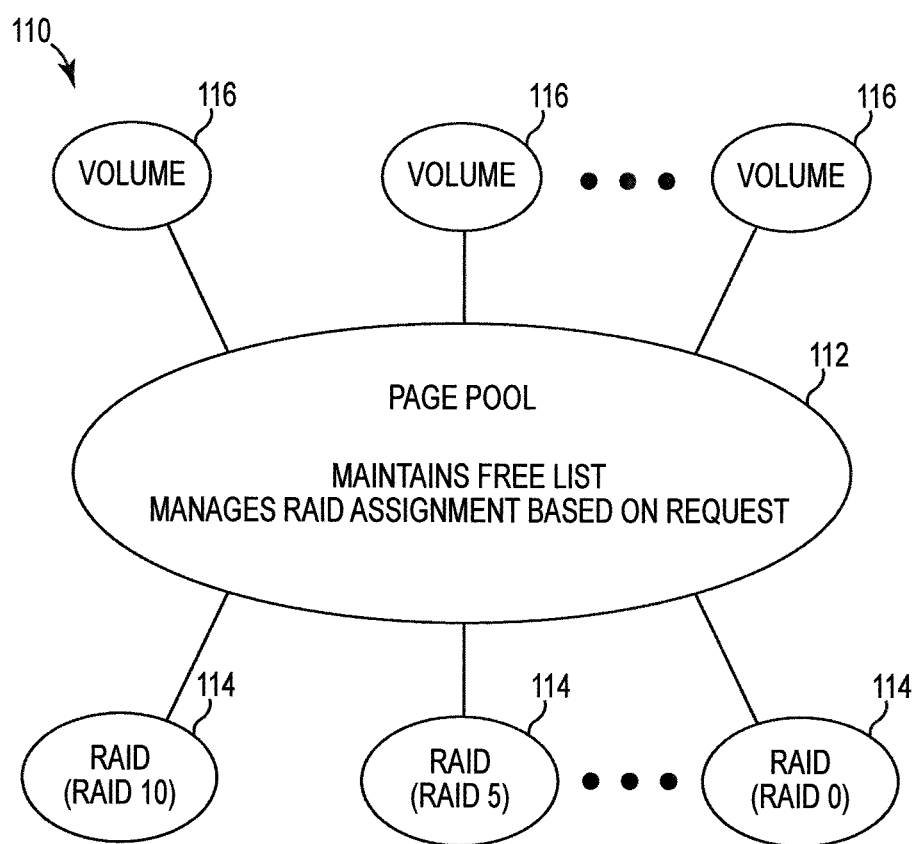 110
116
116
116
VOLUME
VOLUME
VOLUME
112
PAGE POOL
MAINTAINS FREE LIST
MANAGES RAID ASSIGNMENT BASED ON REQUEST
114
114
114
RAID
(RAID 10)
RAID
(RAID 5)
RAID
(RAID 0)